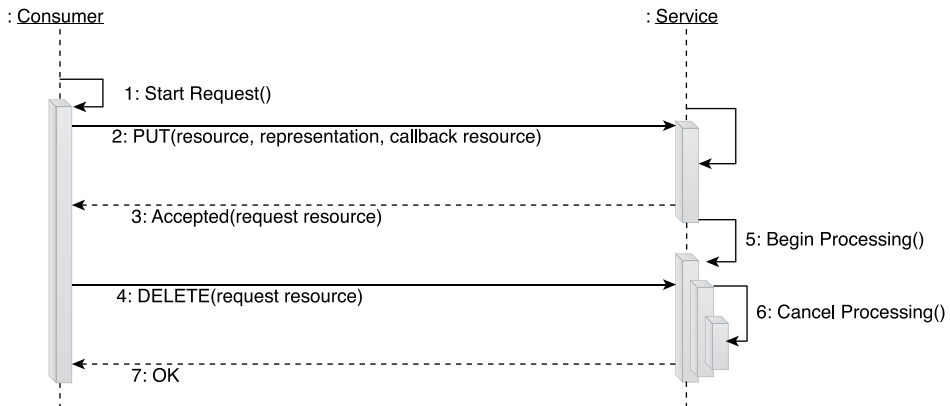 : Consumer
: Service
1: Start Request()
2: PUT(resource, representation, callback resource)
3: Accepted(request resource)
5: Begin Processing()
4: DELETE(request resource)
6: Cancel Processing()
7: OK